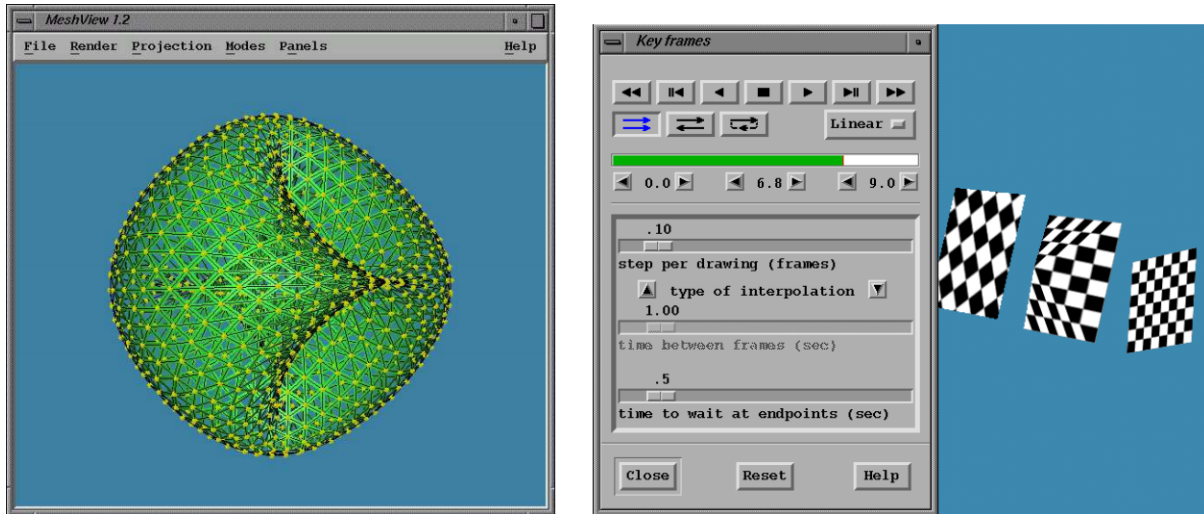 MeshView 1.2
File Render Projection Modes Panels Help
Key frames
Linear
0.0 6.8 9.0
.10
step per drawing (frames)
type of interpolation
1.00
time between frames (sec)
.5
time to wait at endpoints (sec)
Close Reset Help